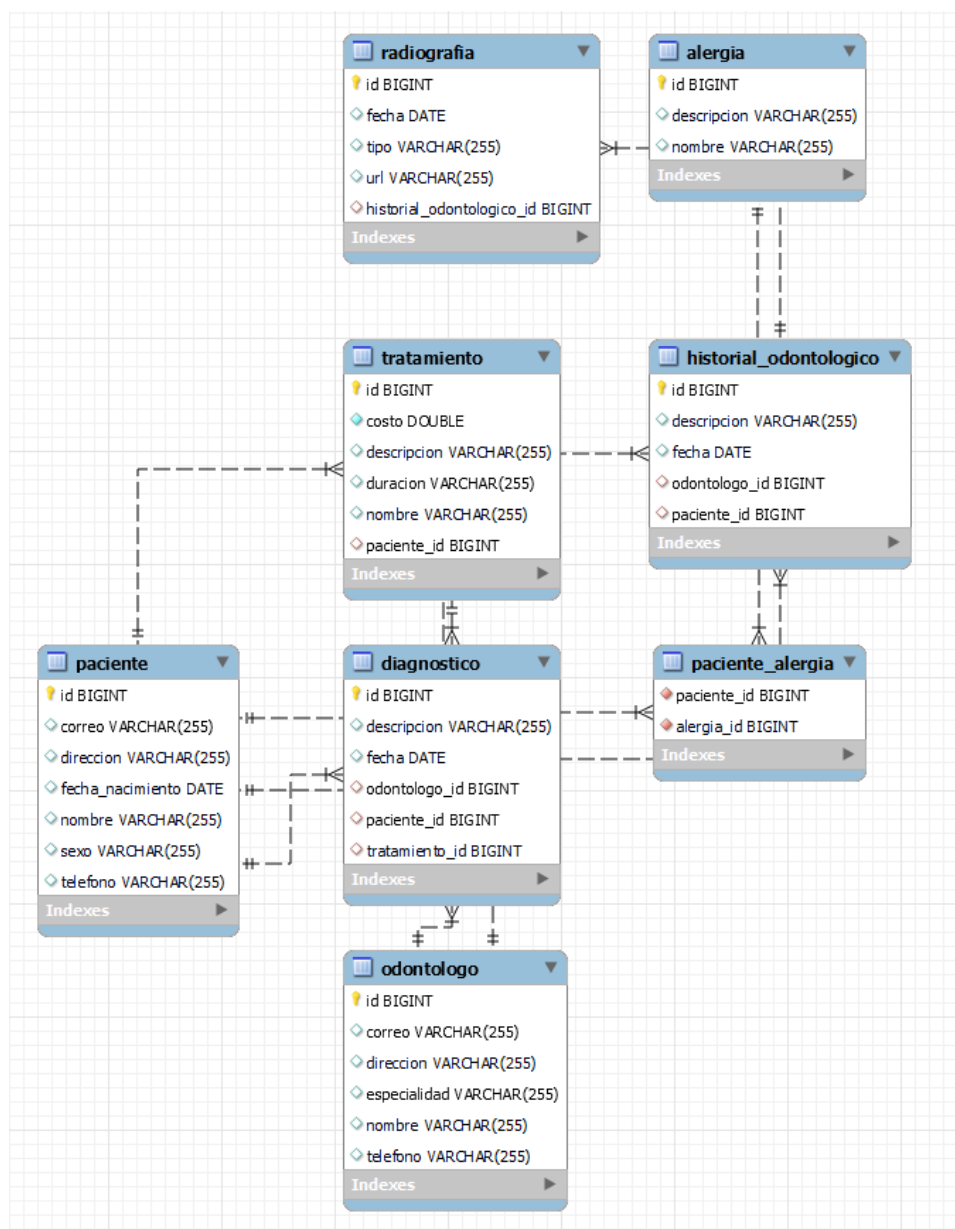 radiografia
id BIGINT
fecha DATE
tipo VARCHAR(255)
url VARCHAR(255)
historial_odontologico_id BIGINT
Indexes
alergia
id BIGINT
descripcion VARCHAR(255)
nombre VARCHAR(255)
Indexes
tratamiento
id BIGINT
costo DOUBLE
descripcion VARCHAR(255)
duracion VARCHAR(255)
nombre VARCHAR(255)
paciente_id BIGINT
Indexes
historial_odontologico
id BIGINT
descripcion VARCHAR(255)
fecha DATE
odontologo_id BIGINT
paciente_id BIGINT
Indexes
paciente
id BIGINT
correo VARCHAR(255)
direccion VARCHAR(255)
fecha_nacimiento DATE
nombre VARCHAR(255)
sexo VARCHAR(255)
telefono VARCHAR(255)
Indexes
diagnostico
id BIGINT
descripcion VARCHAR(255)
fecha DATE
odontologo_id BIGINT
paciente_id BIGINT
tratamiento_id BIGINT
Indexes
paciente_alergia
paciente_id BIGINT
alergia_id BIGINT
Indexes
odontologo
id BIGINT
correo VARCHAR(255)
direccion VARCHAR(255)
especialidad VARCHAR(255)
nombre VARCHAR(255)
telefono VARCHAR(255)
Indexes